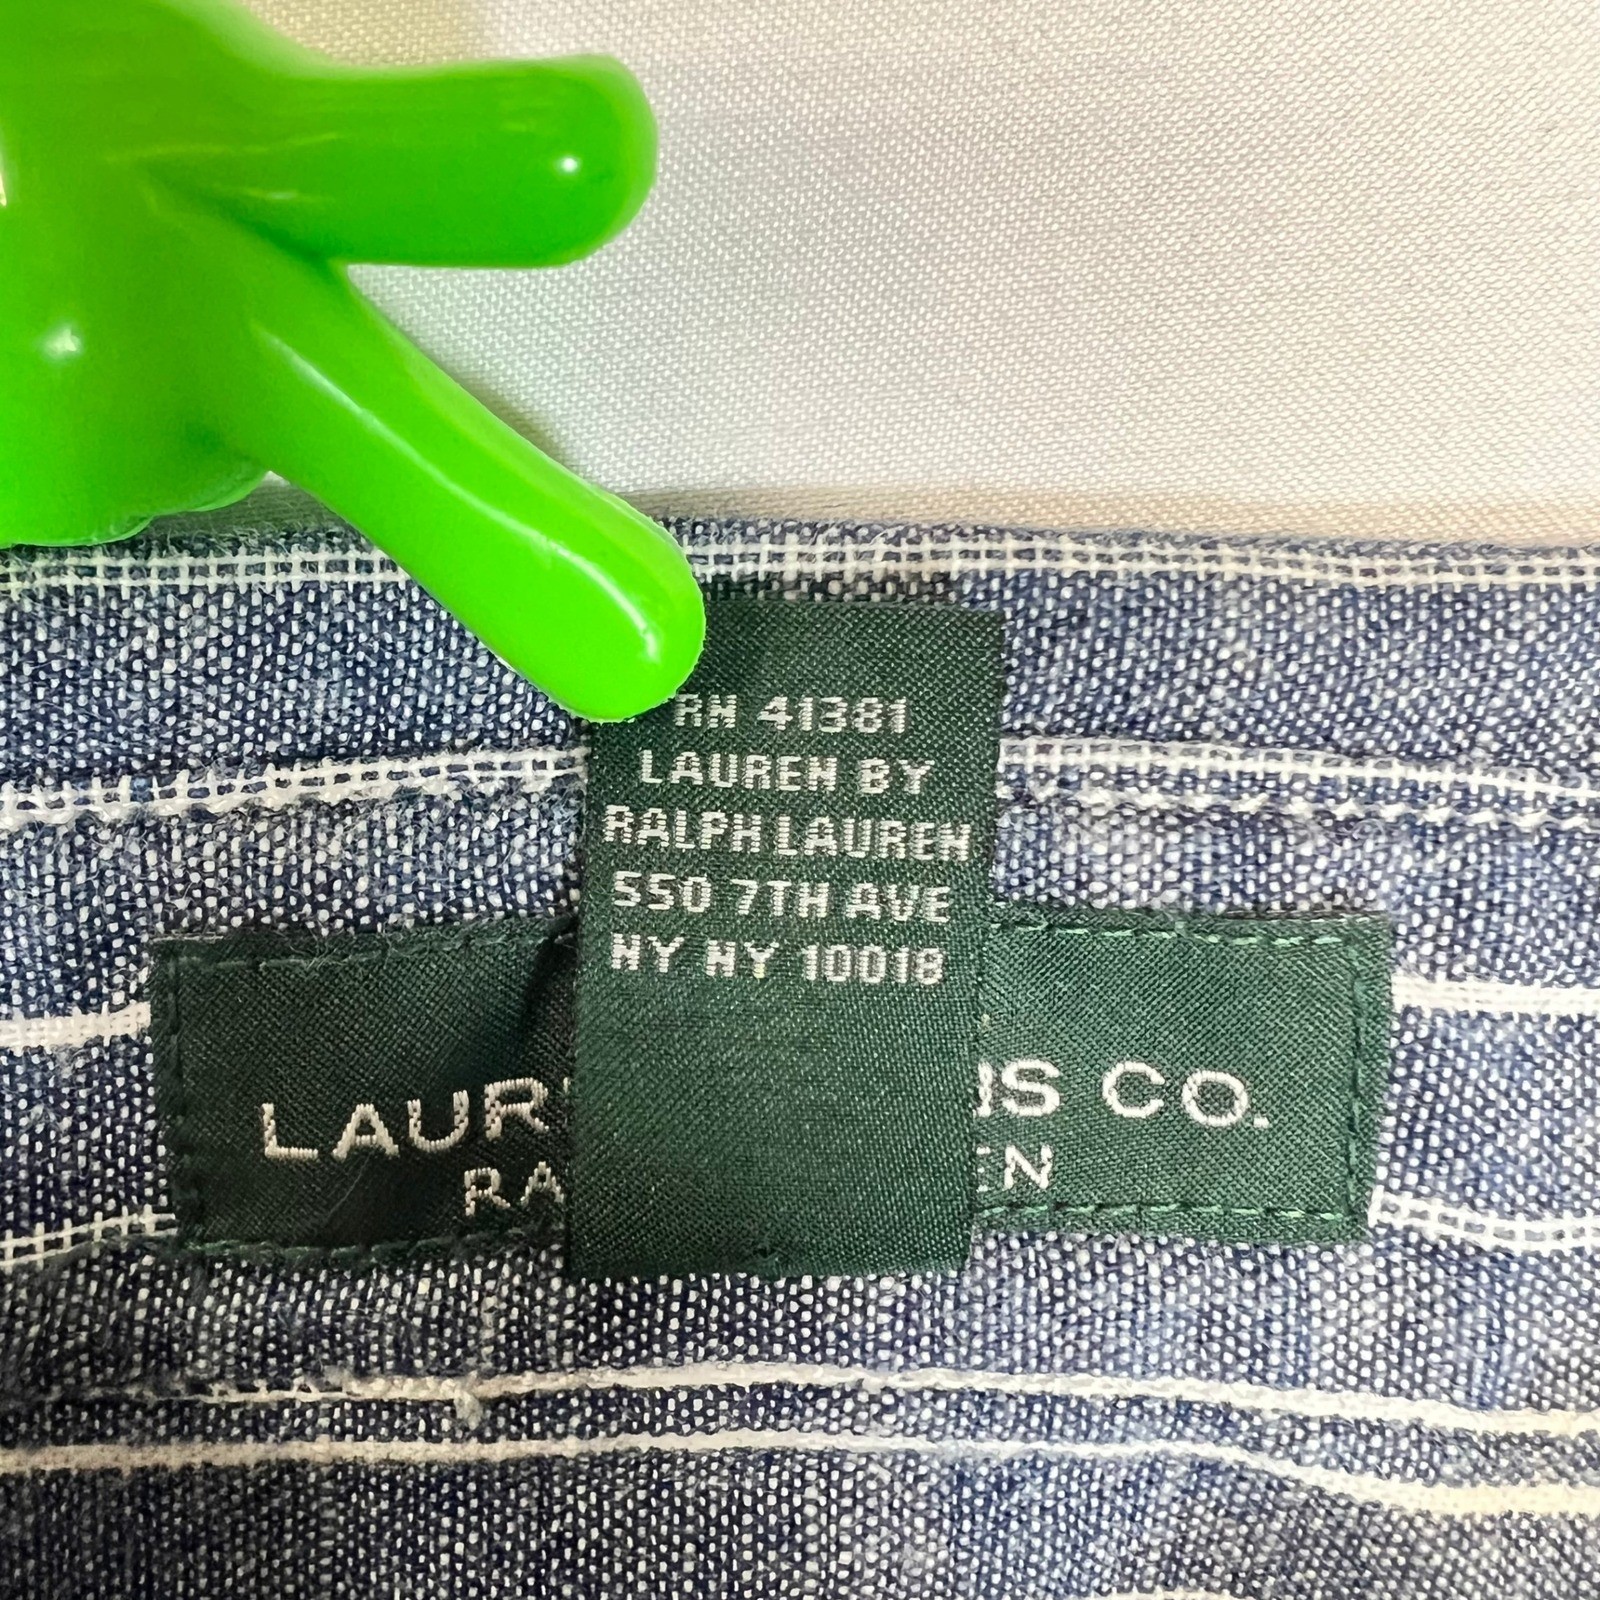 RN 41381
LAUREN BY
RALPH LAUREN
550 7TH AVE
NY NY 10018
CO.